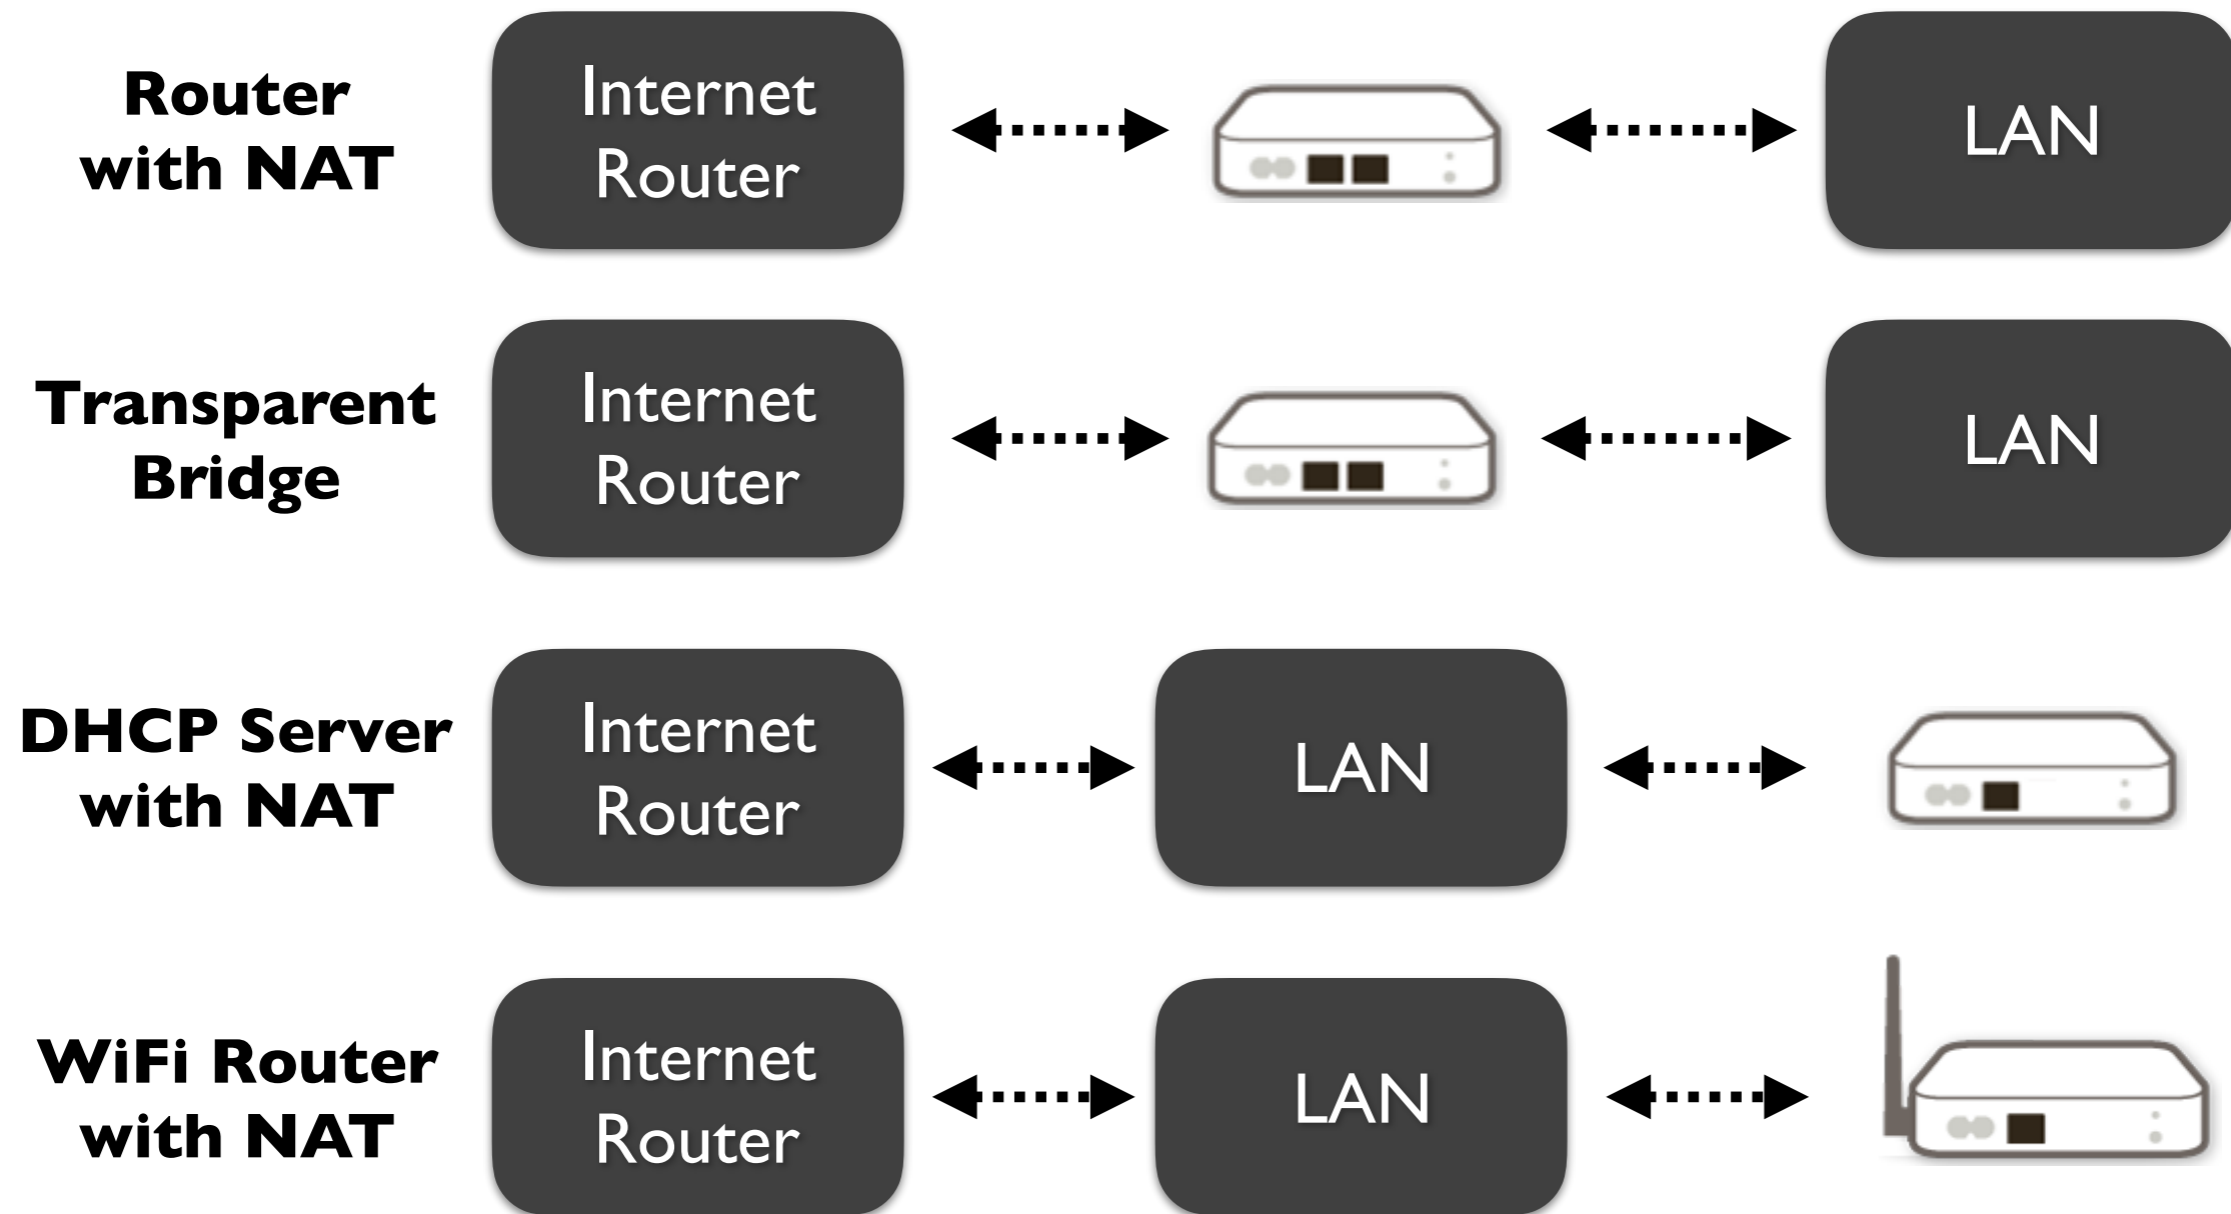 Router
with NAT
Internet
Router
LAN
Transparent
Bridge
Internet
Router
LAN
DHCP Server
with NAT
Internet
Router
LAN
WiFi Router
with NAT
Internet
Router
LAN